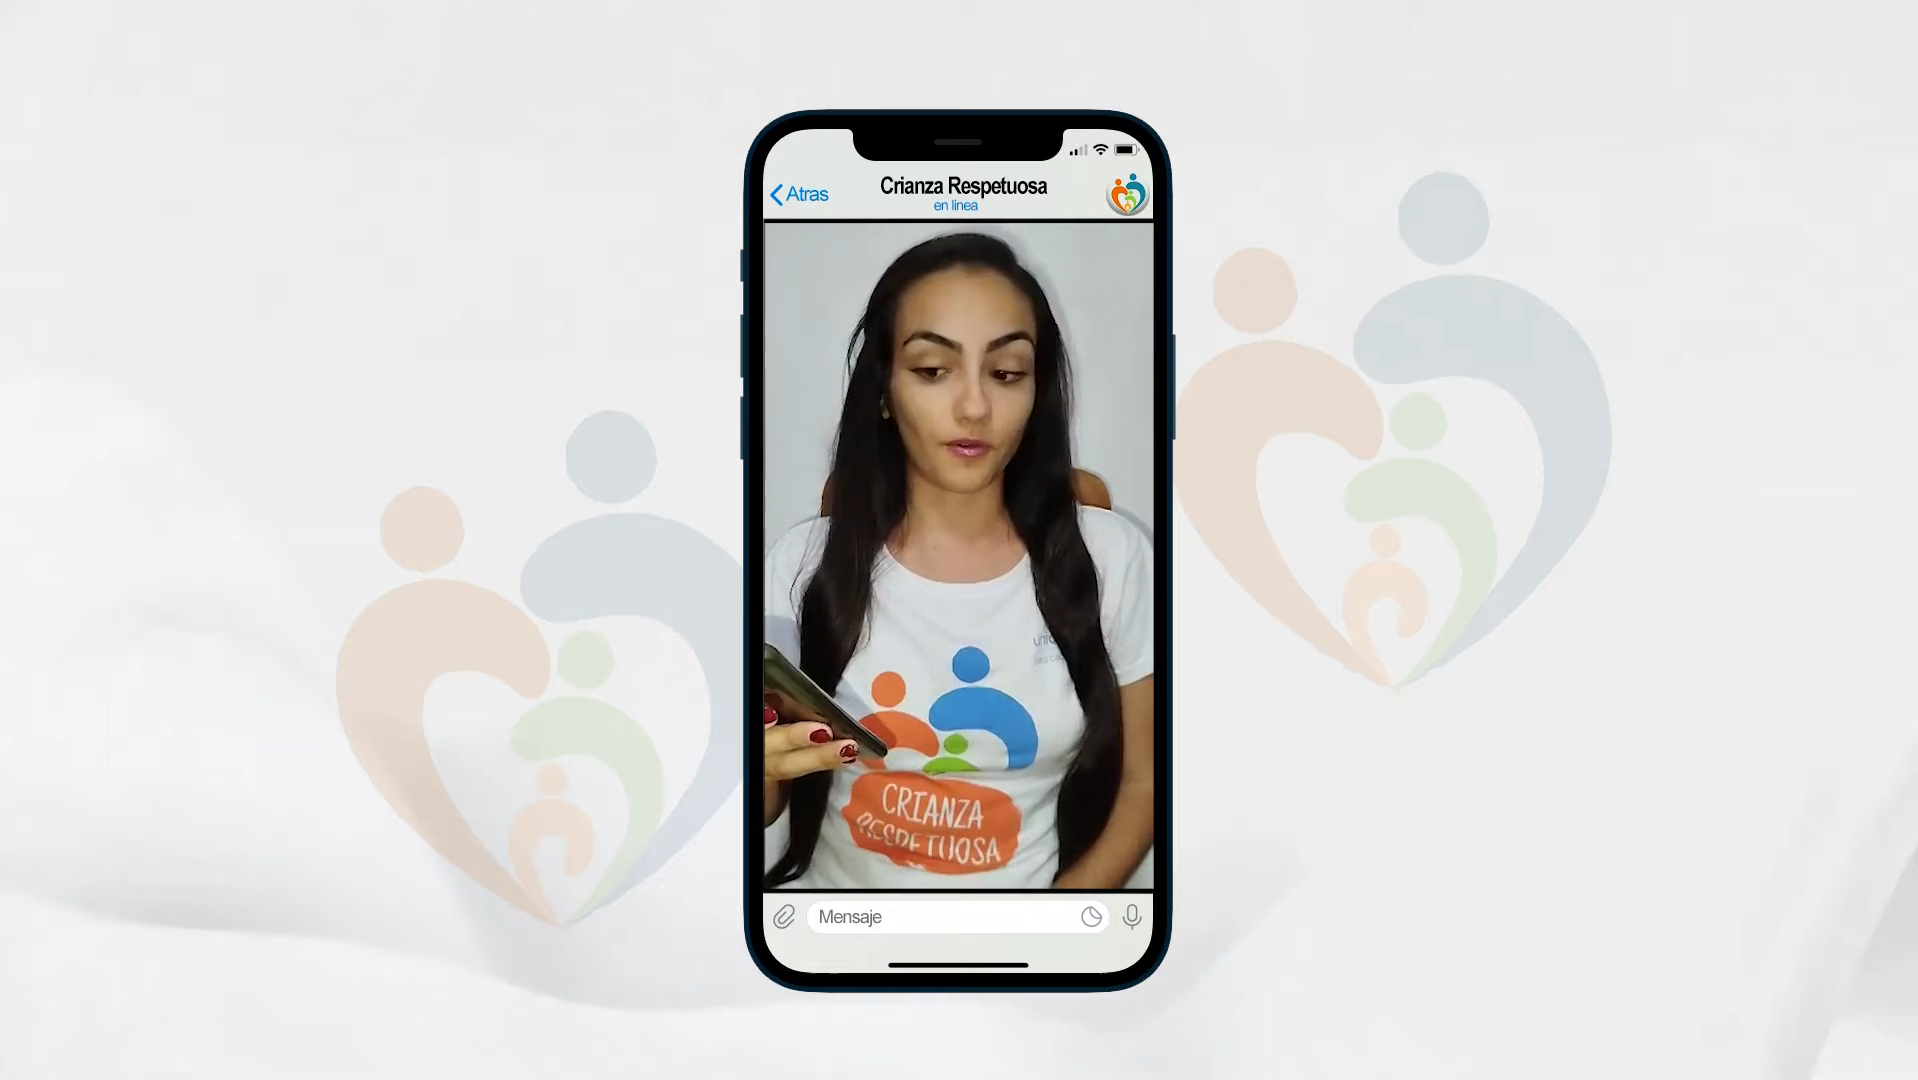 Atras
Crianza Respetuosa
en linea
CRIANZA
RESPETUOSA
Mensaje